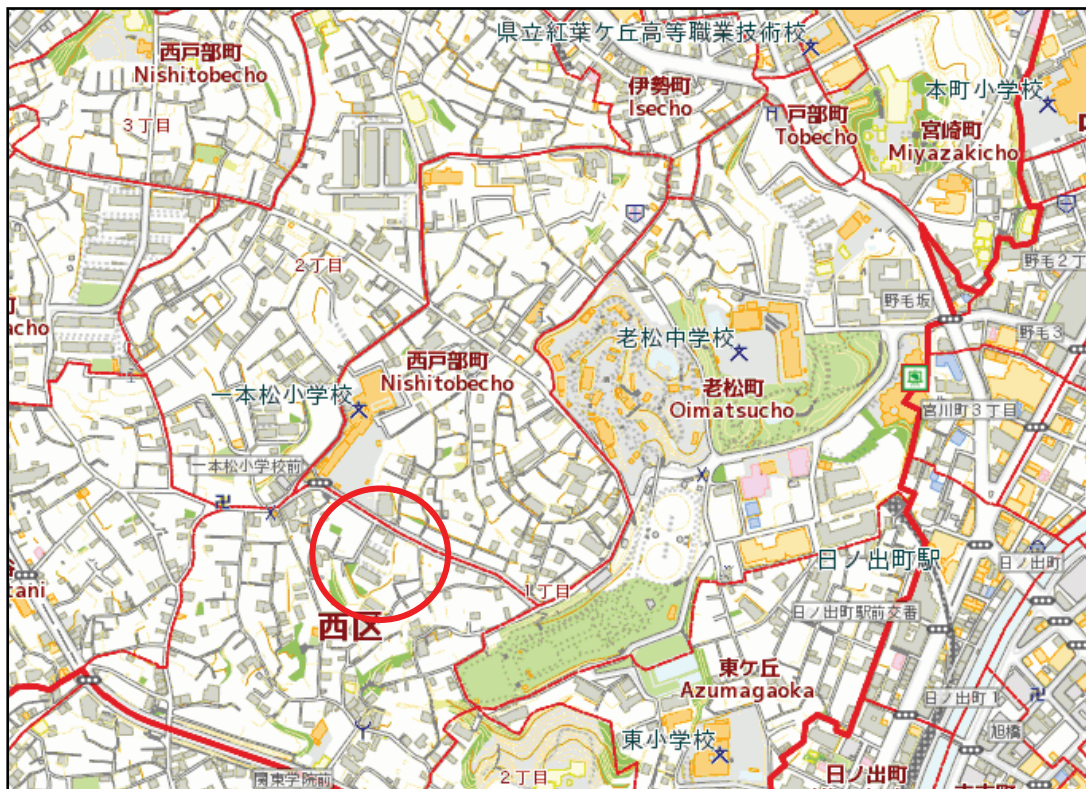 県立紅葉ケ丘高等職業技術校
西戸部町
Nishitobecho
伊勢町
Isecho
本町小学校
戸部町
Tobecho
宮崎町
Miyazakicho
3丁目
2丁目
野毛2丁
野毛坂
野毛3
acho
老松中学校
西戸部町
Nishitobecho
老松町
Oimatsucho
一本松小学校
宮川町3丁目
一本松小学校前
日ノ出町駅
日ノ出町
tani
1丁目
日ノ出町駅前交番
西区
東ケ丘
Azumagaoka
日ノ出町1
旭橋
東小学校
2丁目
関東学院前
日ノ出町